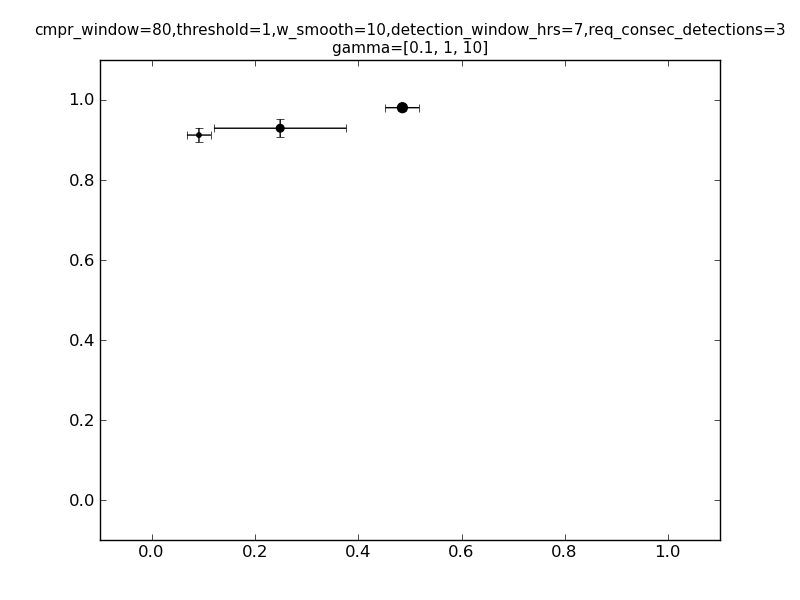 cmpr_window=80,threshold=1,w_smooth=10,detection_window_hrs=7,req_consec_detections=3
gamma=[0.1, 1, 10]
1.0
0.8
0.6
0.4
0.2
0.0
0.0 0.2 0.4 0.6 0.8 1.0